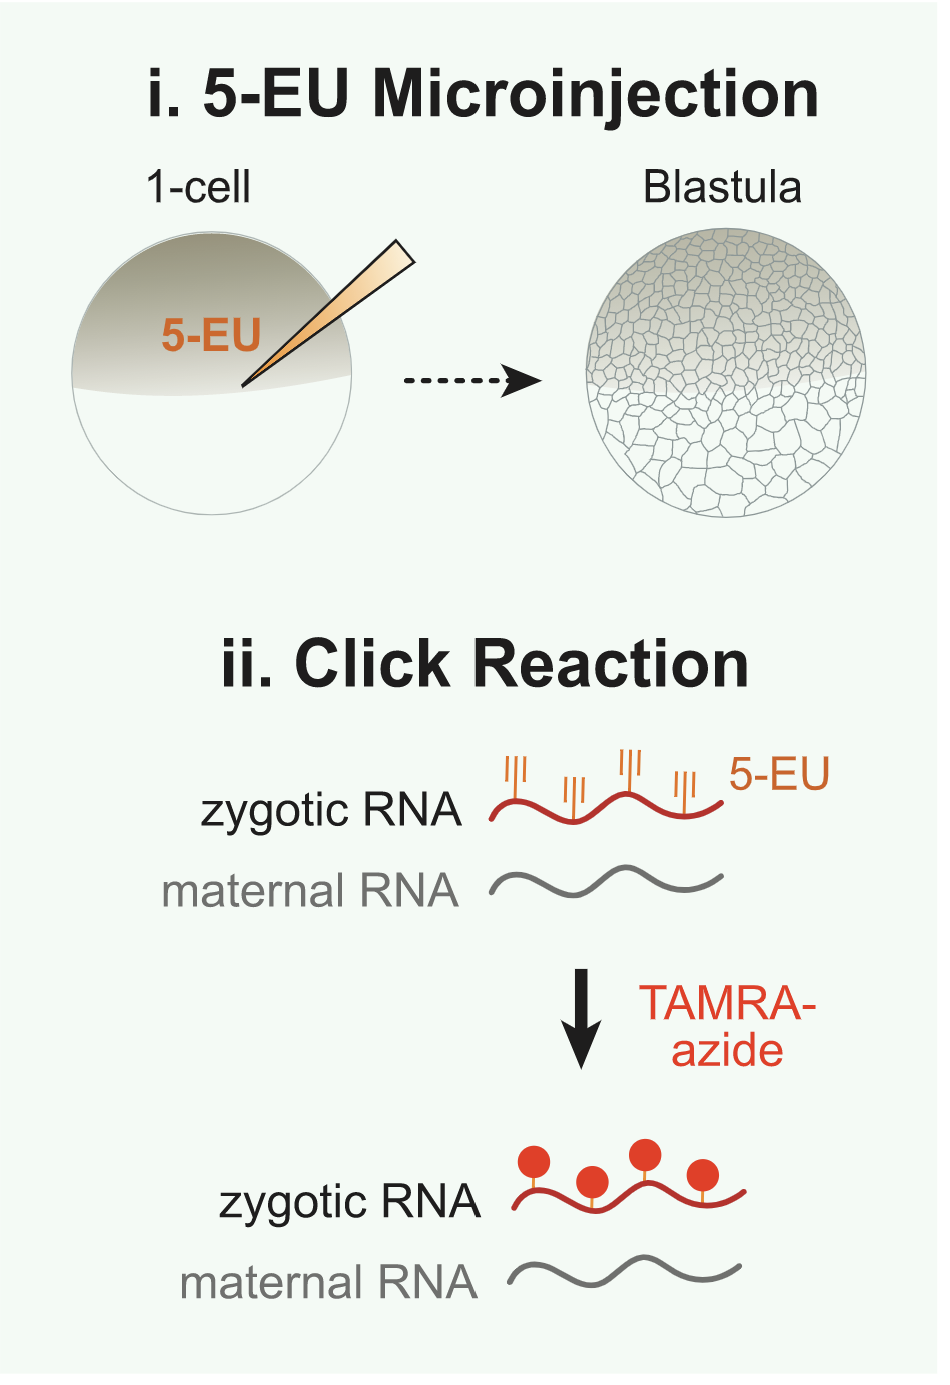 i. 5-EU Microinjection
1-cell
Blastula
5-EU
ii. Click Reaction
5-EU
zygotic RNA
maternal RNA
TAMRA-
azide
zygotic RNA
maternal RNA